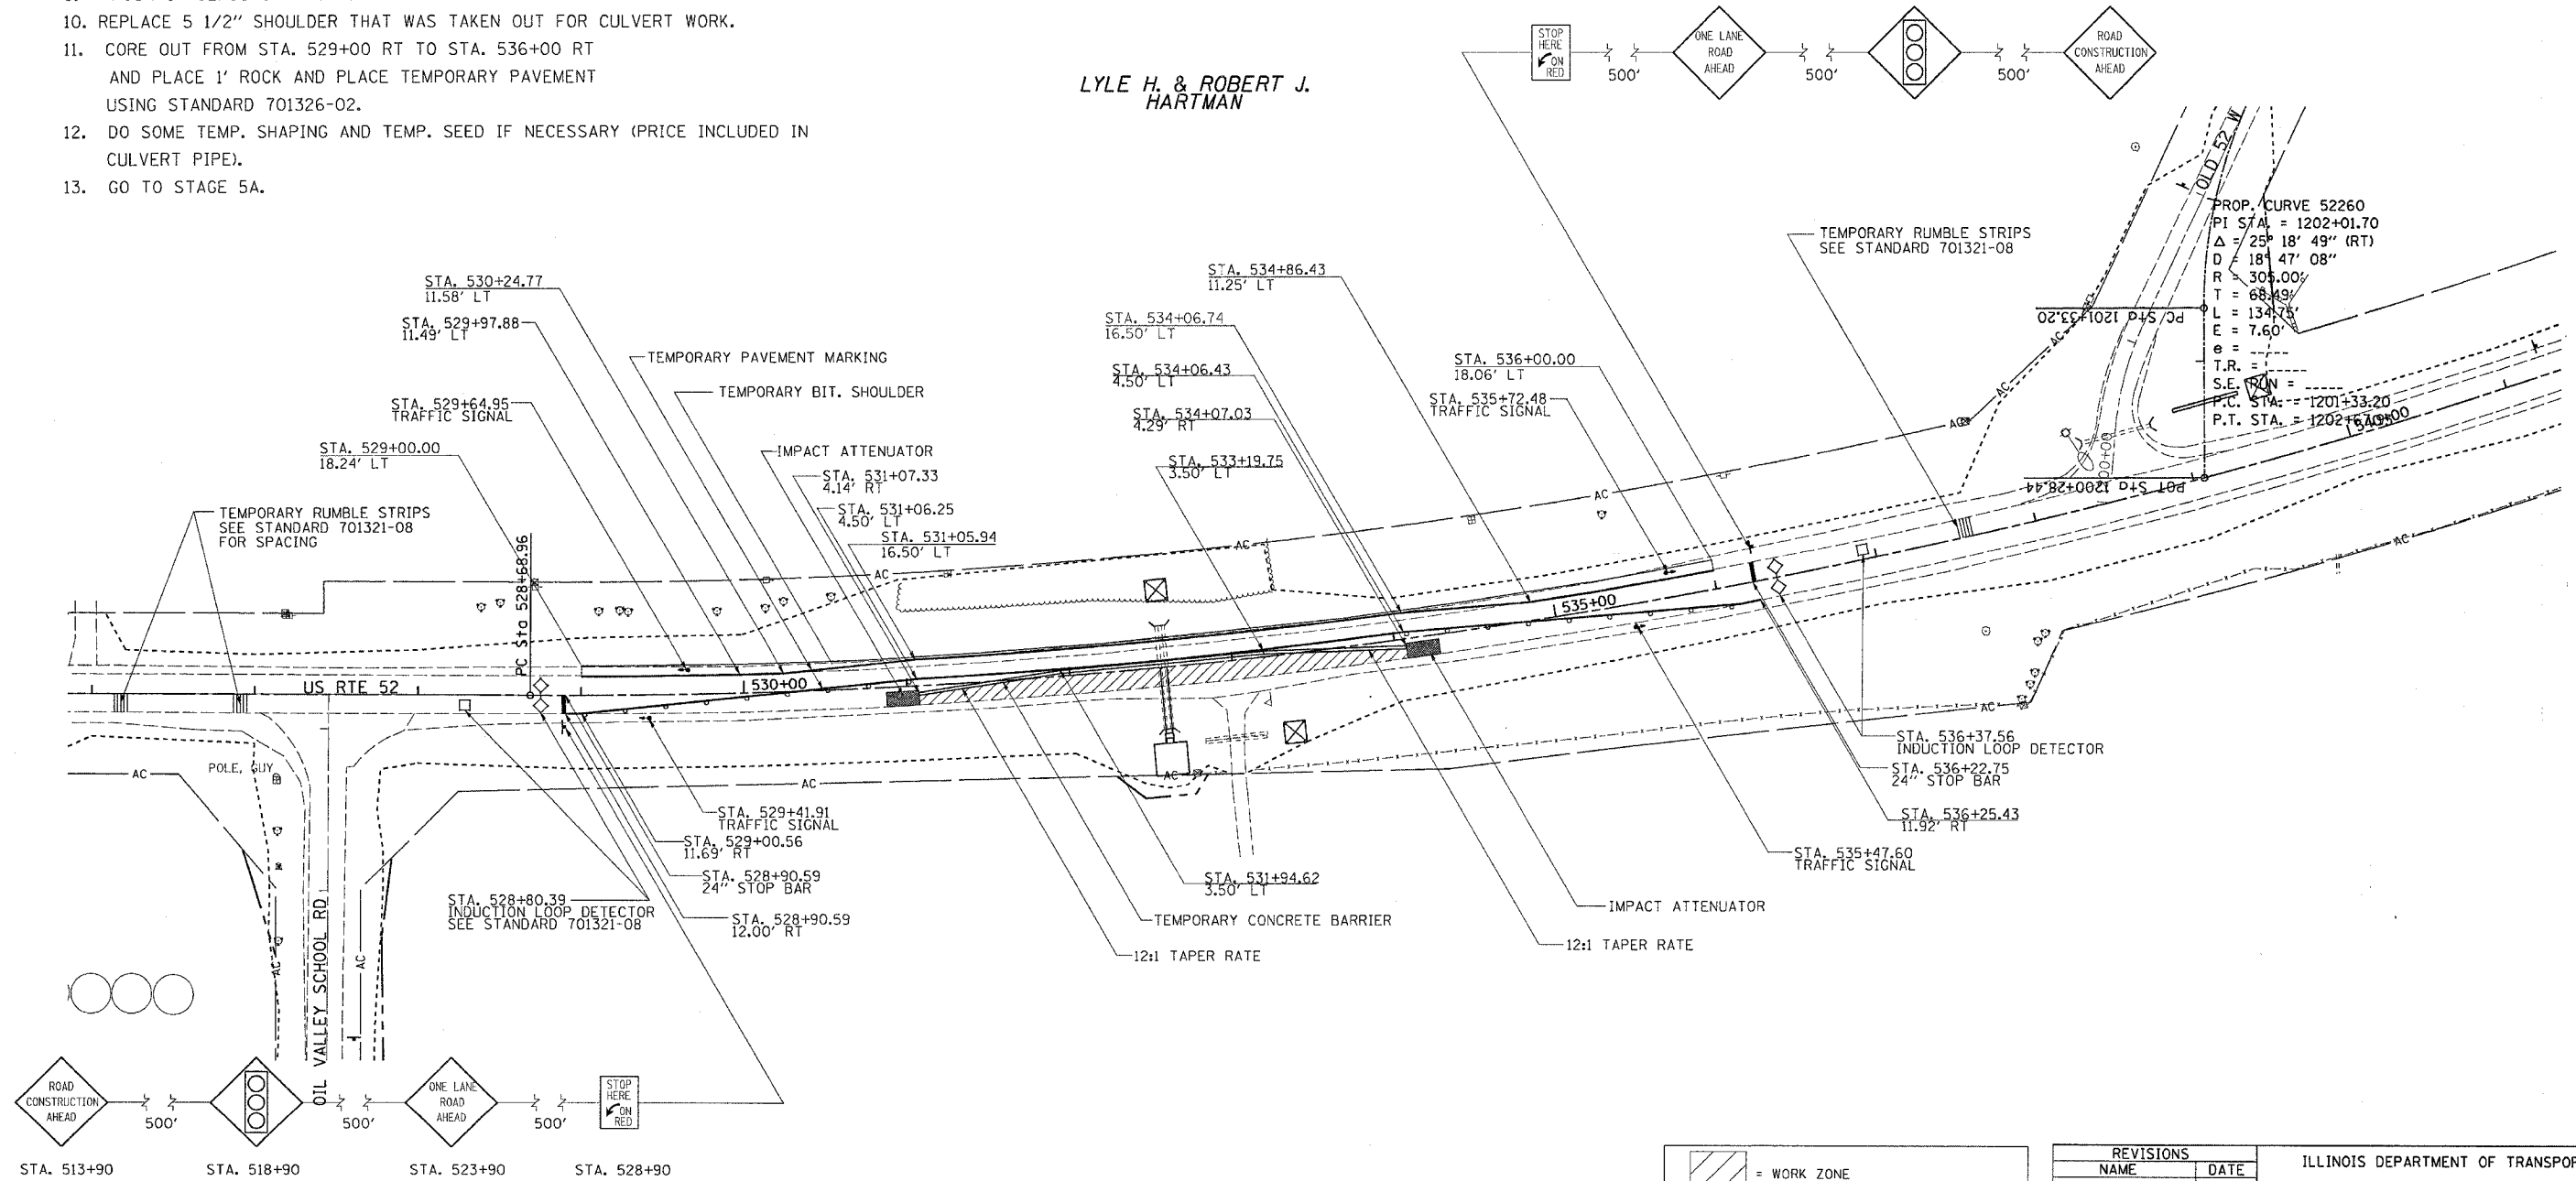 10. REPLACE 5 1/2" SHOULDER THAT WAS TAKEN OUT FOR CULVERT WORK.
11. CORE OUT FROM STA. 529+00 RT TO STA. 536+00 RT
AND PLACE 1' ROCK AND PLACE TEMPORARY PAVEMENT
USING STANDARD 701326-02.
12. DO SOME TEMP. SHAPING AND TEMP. SEED IF NECESSARY (PRICE INCLUDED IN
CULVERT PIPE).
13. GO TO STAGE 5A.
LYLE H. & ROBERT J.
HARTMAN
STOP
HERE
ON
RED
500'
ONE LANE
ROAD
AHEAD
500'
500'
ROAD
CONSTRUCTION
AHEAD
OLD 52 W
PROP. CURVE 52260
PI STA. = 1202+01.70
Δ = 25° 18' 49" (RT)
D = 18° 47' 08"
R = 305.00'
T = 68.49'
L = 134.75'
E = 7.60'
e = -----
T.R. = -----
S.E. RUN = -----
P.C. STA. = 1201+33.20
P.T. STA. = 1202+67.95
540+00
PC Sta 1201+33.20
POT Sta 1200+28.44
TEMPORARY RUMBLE STRIPS
SEE STANDARD 701321-08
STA. 530+24.77
11.58' LT
STA. 529+97.88
11.49' LT
TEMPORARY PAVEMENT MARKING
TEMPORARY BIT. SHOULDER
STA. 529+64.95
TRAFFIC SIGNAL
STA. 529+00.00
18.24' LT
IMPACT ATTENUATOR
STA. 531+07.33
4.14' RT
STA. 531+06.25
4.50' LT
STA. 531+05.94
16.50' LT
STA. 534+86.43
11.25' LT
STA. 534+06.74
16.50' LT
STA. 534+06.43
4.50' LT
STA. 534+07.03
4.29' RT
STA. 533+19.75
3.50' LT
STA. 536+00.00
18.06' LT
STA. 535+72.48
TRAFFIC SIGNAL
TEMPORARY RUMBLE STRIPS
SEE STANDARD 701321-08
FOR SPACING
PC Sta 528+68.96
AC
AC
AC
AC
AC
AC
AC
US RTE 52
530+00
535+00
AC
AC
AC
AC
AC
AC
POLE, GUY
OIL VALLEY SCHOOL RD
STA. 529+41.91
TRAFFIC SIGNAL
STA. 529+00.56
11.69' RT
STA. 528+90.59
24" STOP BAR
STA. 528+90.59
12.00' RT
STA. 528+80.39
INDUCTION LOOP DETECTOR
SEE STANDARD 701321-08
STA. 531+94.62
3.50' LT
TEMPORARY CONCRETE BARRIER
12:1 TAPER RATE
STA. 536+37.56
INDUCTION LOOP DETECTOR
STA. 536+22.75
24" STOP BAR
STA. 536+25.43
11.92' RT
STA. 535+47.60
TRAFFIC SIGNAL
IMPACT ATTENUATOR
12:1 TAPER RATE
ROAD
CONSTRUCTION
AHEAD
500'
500'
ONE LANE
ROAD
AHEAD
500'
STOP
HERE
ON
RED
STA. 513+90
STA. 518+90
STA. 523+90
STA. 528+90
= WORK ZONE
REVISIONS
NAME
DATE
ILLINOIS DEPARTMENT OF TRANSPOR